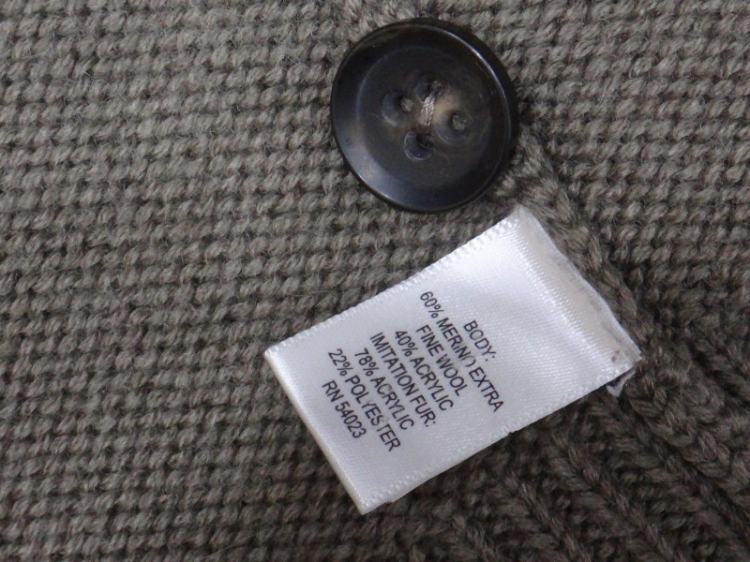 BODY:
60% MERINO EXTRA
FINE WOOL
40% ACRYLIC
IMITATION FUR:
78% ACRYLIC
22% POLYESTER
RN 54023